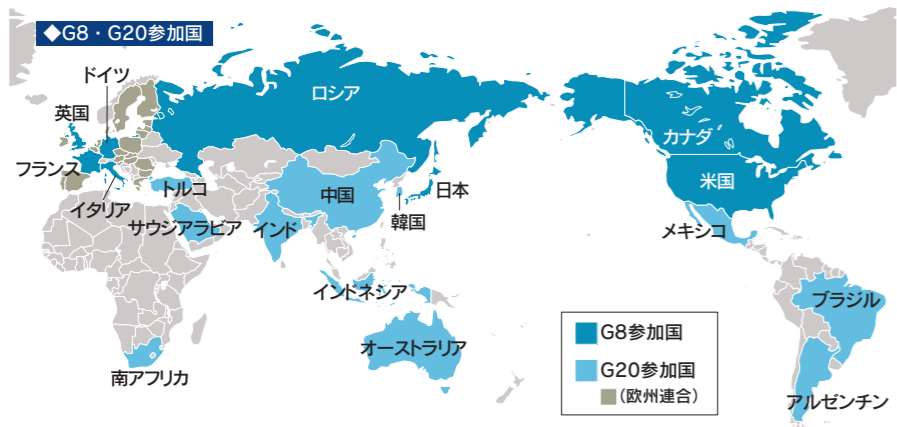 ◆G8・G20参加国
ドイツ
英国
ロシア
カナダ
フランス
トルコ
中国
日本
米国
イタリア
サウジアラビア
インド
韓国
メキシコ
インドネシア
ブラジル
オーストラリア
南アフリカ
アルゼンチン
G8参加国
G20参加国
（欧州連合）